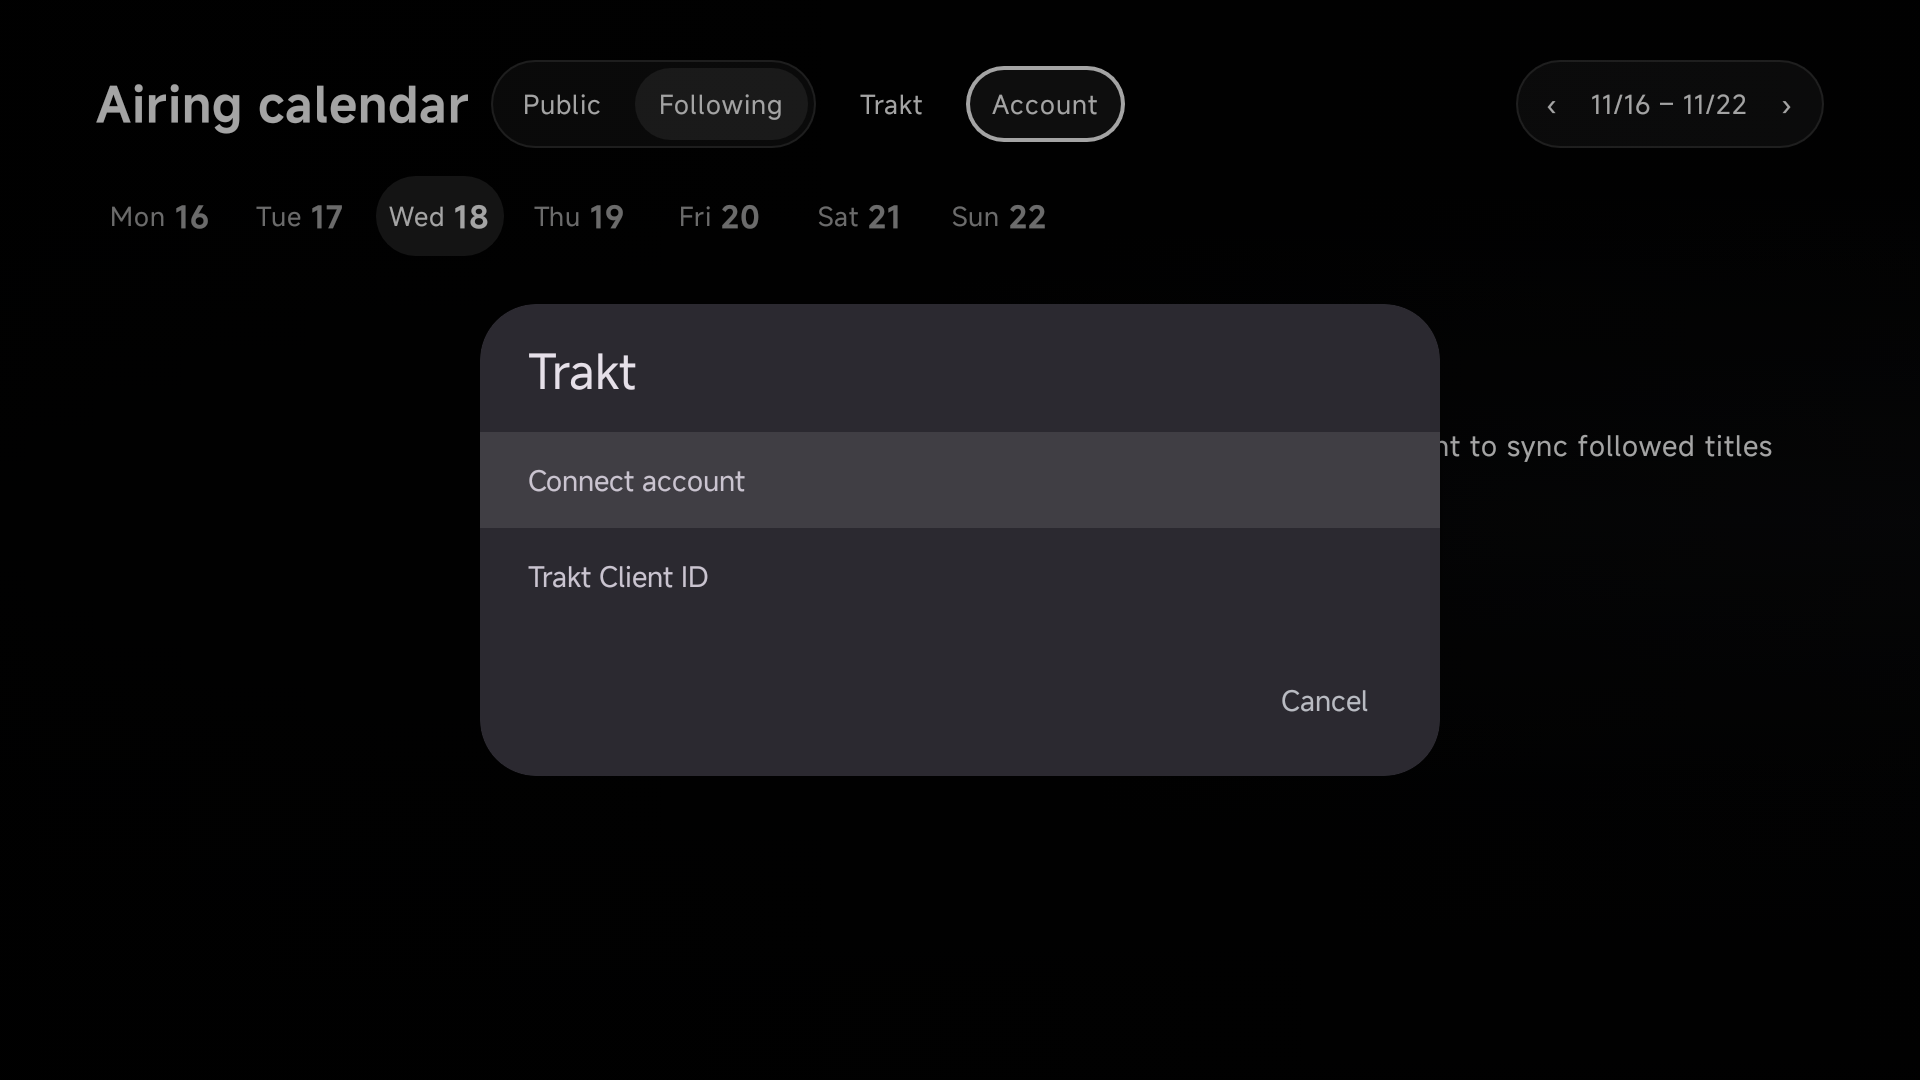 Airing calendar Public Following Trakt Account ‹ 11/16 – 11/22 ›
Mon 16 Tue 17 Wed 18 Thu 19 Fri 20 Sat 21 Sun 22
Trakt
to sync followed titles
Connect account
Trakt Client ID
Cancel